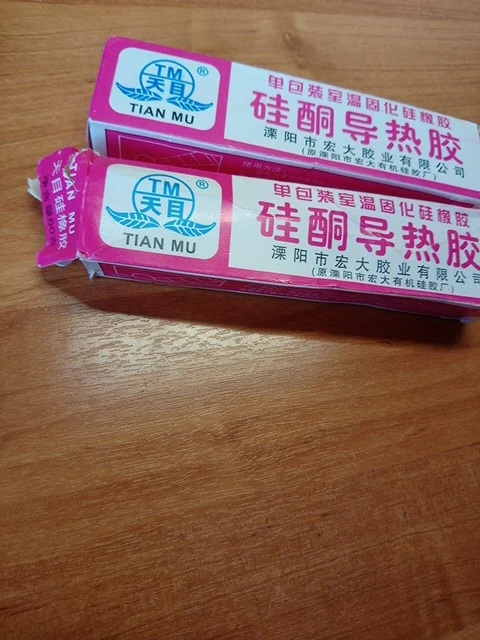 TM
天目
®
TIAN MU
单包装室温固化硅橡胶
硅酮导热胶
溧阳市宏大胶业有限公司
(原溧阳市宏大有机硅胶厂)
使用方法
TM
天目
®
TIAN MU
单包装室温固化硅橡胶
硅酮导热胶
溧阳市宏大胶业有限公司
(原溧阳市宏大有机硅胶厂)
TIAN MU
天目硅橡胶